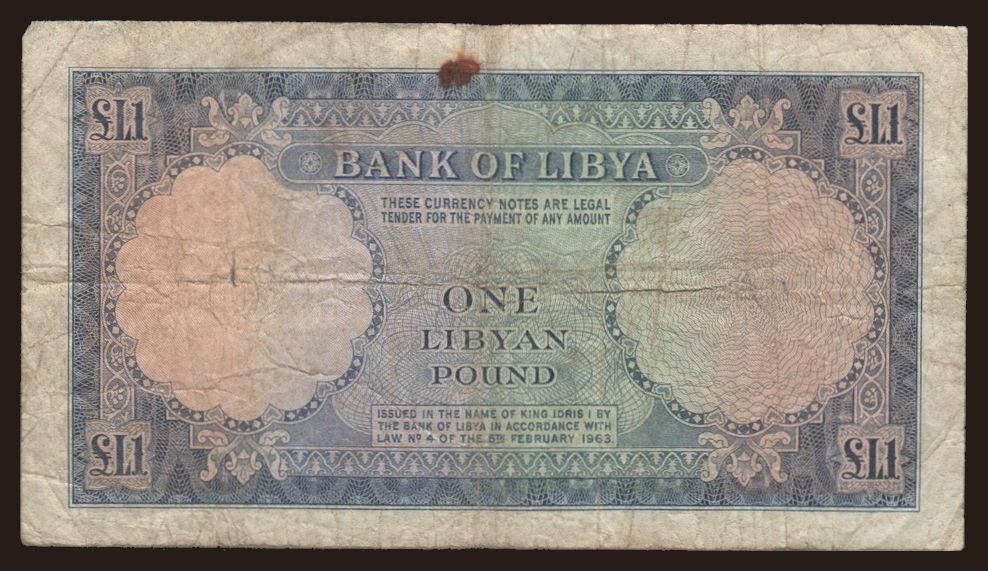 £L1 £L1
BANK OF LIBYA
THESE CURRENCY NOTES ARE LEGAL
TENDER FOR THE PAYMENT OF ANY AMOUNT
ONE
LIBYAN
POUND
ISSUED IN THE NAME OF KING IDRIS I BY
THE BANK OF LIBYA IN ACCORDANCE WITH
LAW Nº 4 OF THE 5TH FEBRUARY 1963.
£L1 £L1